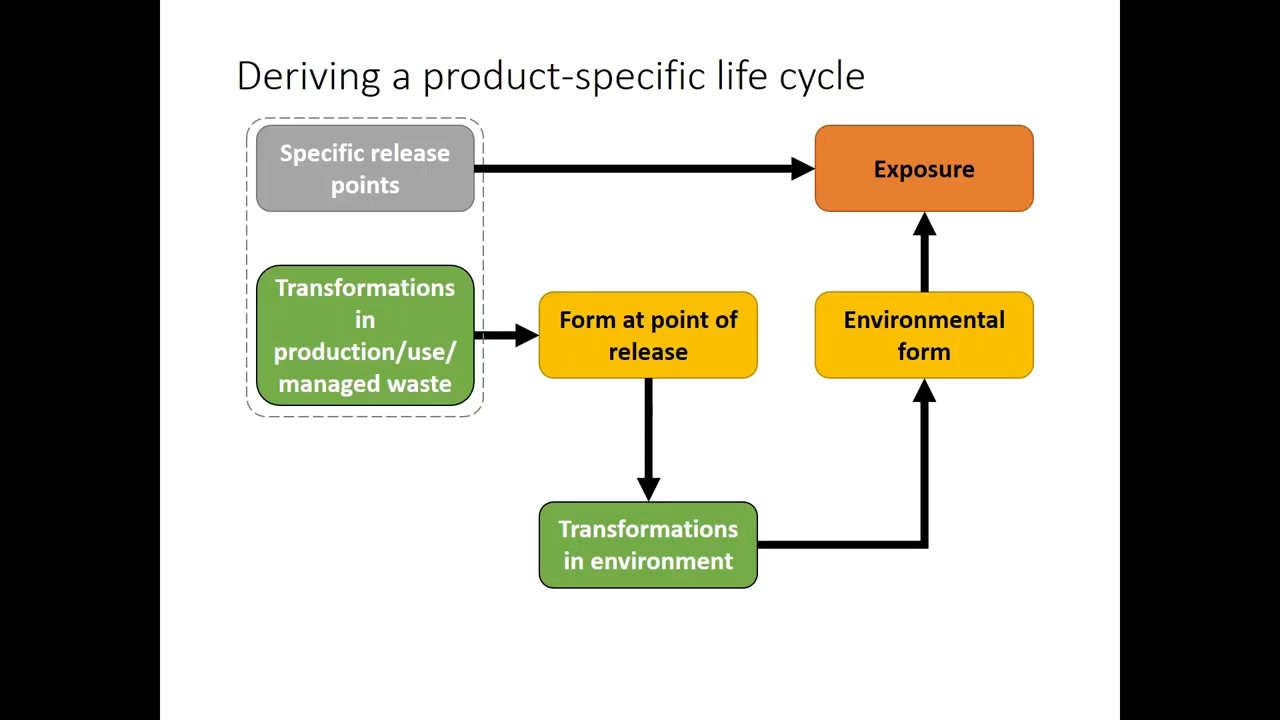 Deriving a product-specific life cycle
Specific release
points
Exposure
Transformations
in
production/use/
managed waste
Form at point of
release
Environmental
form
Transformations
in environment